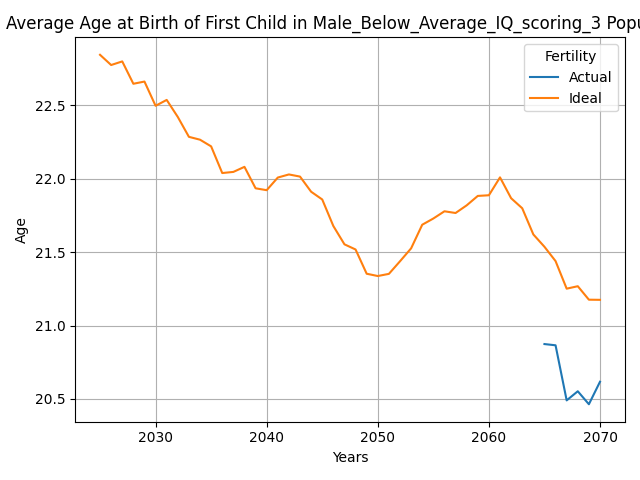 Average Age at Birth of First Child in Male_Below_Average_IQ_scoring_3 Popu
Fertility
Actual
Ideal
22.5
22.0
21.5
21.0
20.5
Age
2030 2040 2050 2060 2070
Years